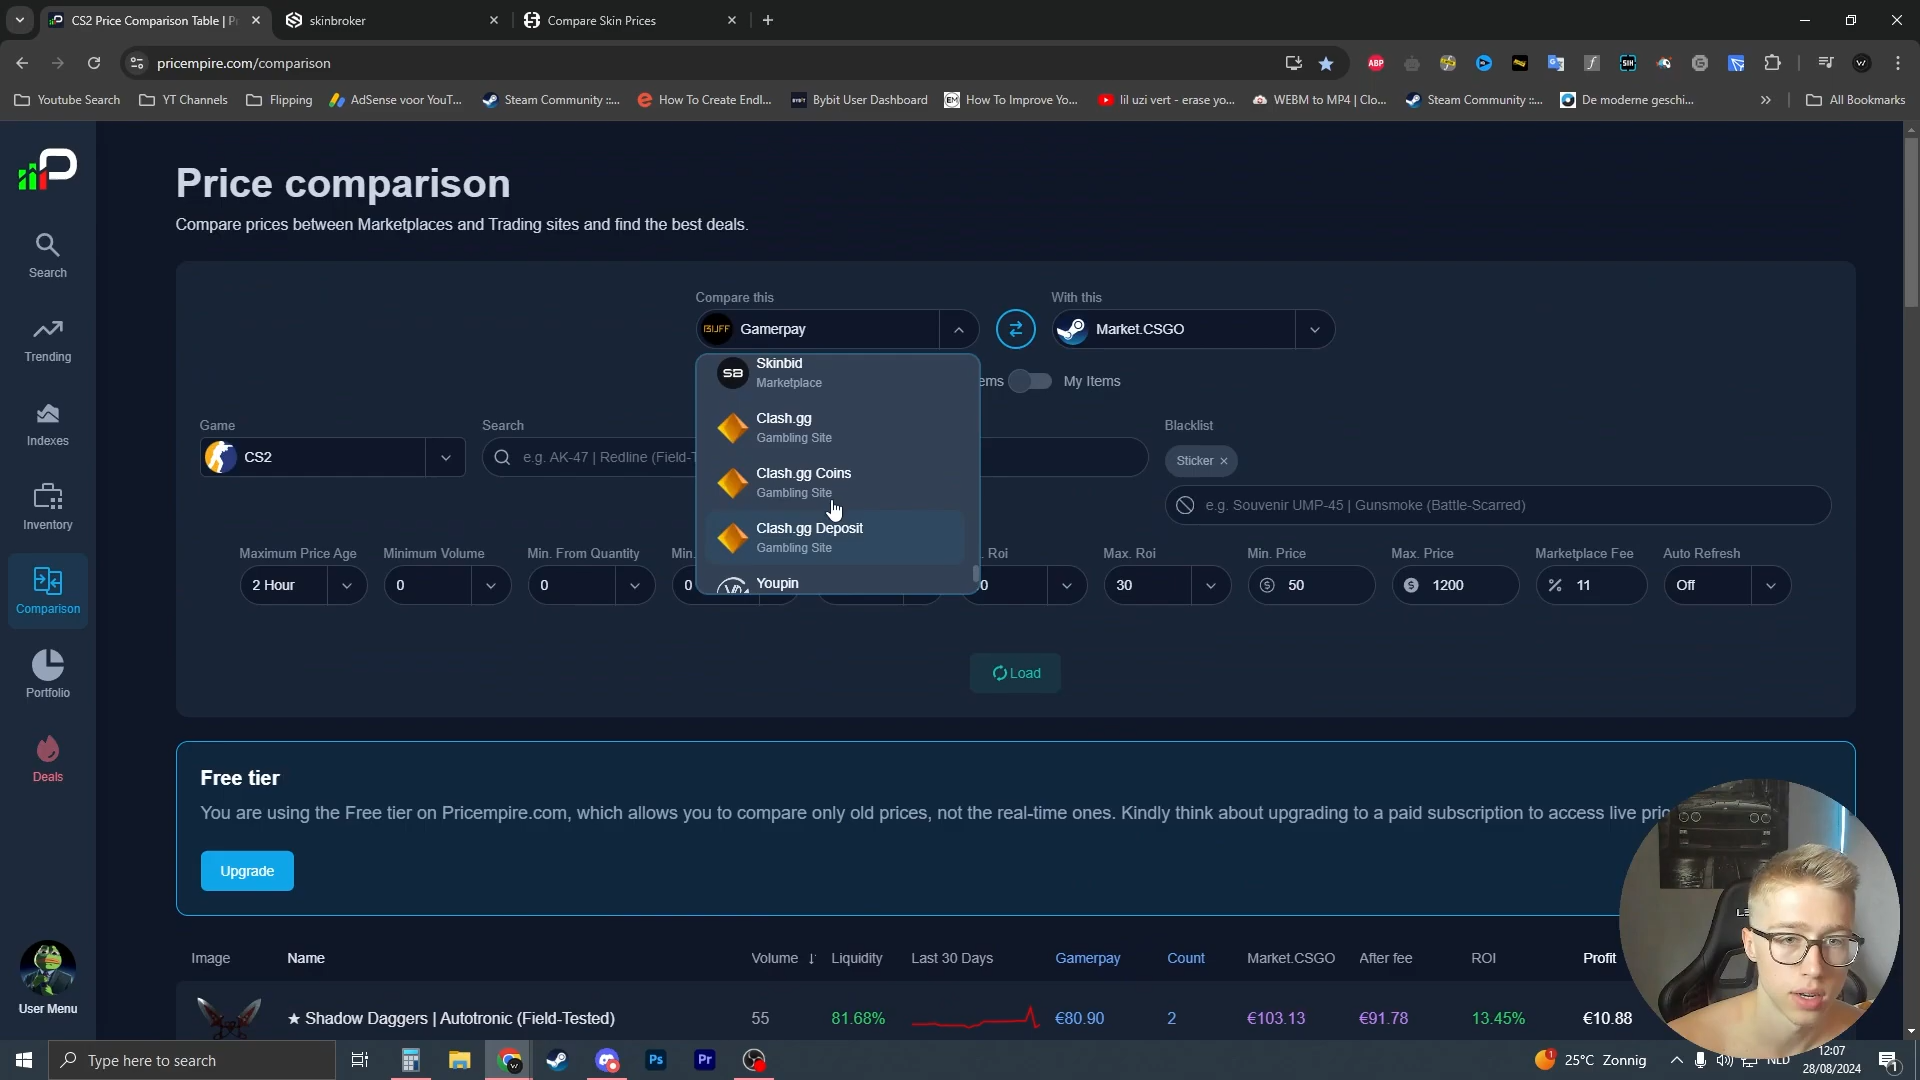 CS2 Price Comparison Table | P
skinbroker
Compare Skin Prices
pricempire.com/comparison
Youtube Search
YT Channels
Flipping
AdSense voor YouT...
Steam Community ::...
How To Create Endl...
Bybit User Dashboard
How To Improve Yo...
lil uzi vert - erase yo...
WEBM to MP4 | Clo...
Steam Community ::...
De moderne geschi...
All Bookmarks
Search
Trending
Indexes
Inventory
Comparison
Portfolio
Deals
User Menu
Price comparison
Compare prices between Marketplaces and Trading sites and find the best deals.
Compare this
With this
BUFF
Gamerpay
Market.CSGO
ems
My Items
Skinbid
Marketplace
Clash.gg
Gambling Site
Clash.gg Coins
Gambling Site
Clash.gg Deposit
Gambling Site
Youpin
Game
CS2
Search
e.g. AK-47 | Redline (Field-T
Blacklist
Sticker ×
e.g. Souvenir UMP-45 | Gunsmoke (Battle-Scarred)
Maximum Price Age
2 Hour
Minimum Volume
0
Min. From Quantity
0
Min.
0
. Roi
0
Max. Roi
30
Min. Price
50
Max. Price
1200
Marketplace Fee
11
Auto Refresh
Off
Load
Free tier
You are using the Free tier on Pricempire.com, which allows you to compare only old prices, not the real-time ones. Kindly think about upgrading to a paid subscription to access live pric
Upgrade
Image
Name
Volume
Liquidity
Last 30 Days
Gamerpay
Count
Market.CSGO
After fee
ROI
Profit
★ Shadow Daggers | Autotronic (Field-Tested)
55
81.68%
€80.90
2
€103.13
€91.78
13.45%
€10.88
Type here to search
25°C Zonnig
NLD
12:07
28/08/2024